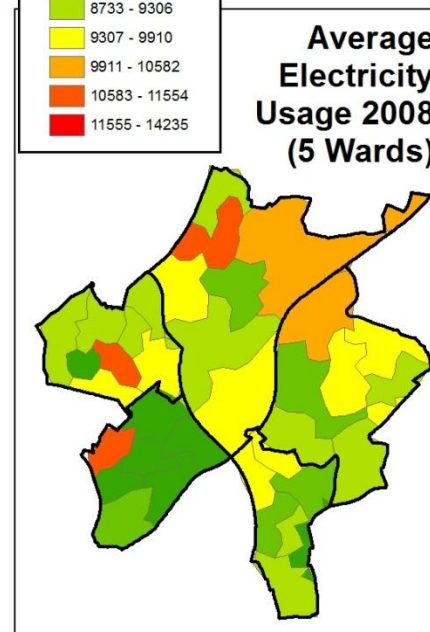 8733 - 9306
9307 - 9910
9911 - 10582
10583 - 11554
11555 - 14235
Average
Electricity
Usage 2008
(5 Wards)